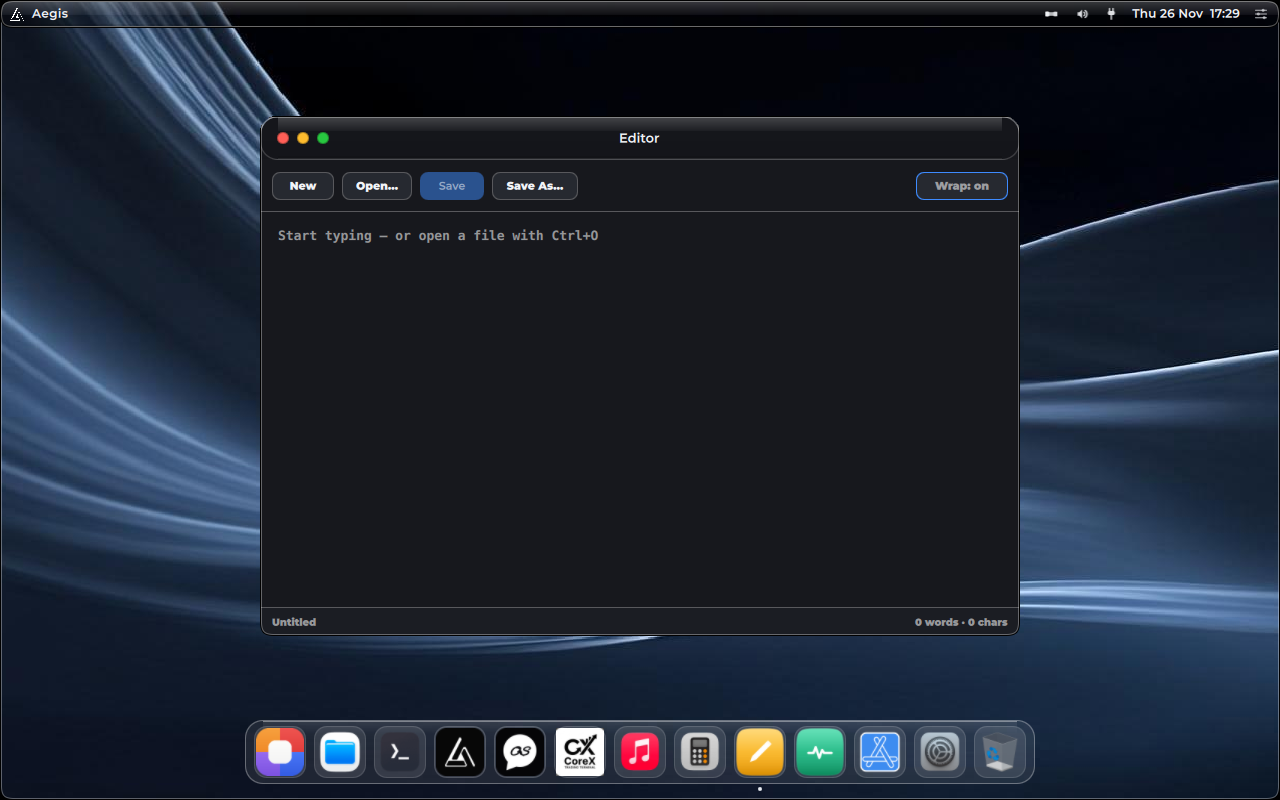 Aegis
Thu 26 Nov 17:29
Editor
New Open... Save Save As... Wrap: on
Start typing — or open a file with Ctrl+O
Untitled 0 words · 0 chars
as
CX
CoreX